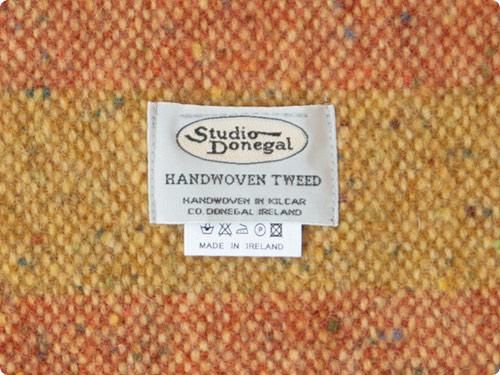 Studio
Donegal
HANDWOVEN TWEED
HANDWOVEN IN KILCAR
CO. DONEGAL IRELAND
P
MADE IN IRELAND